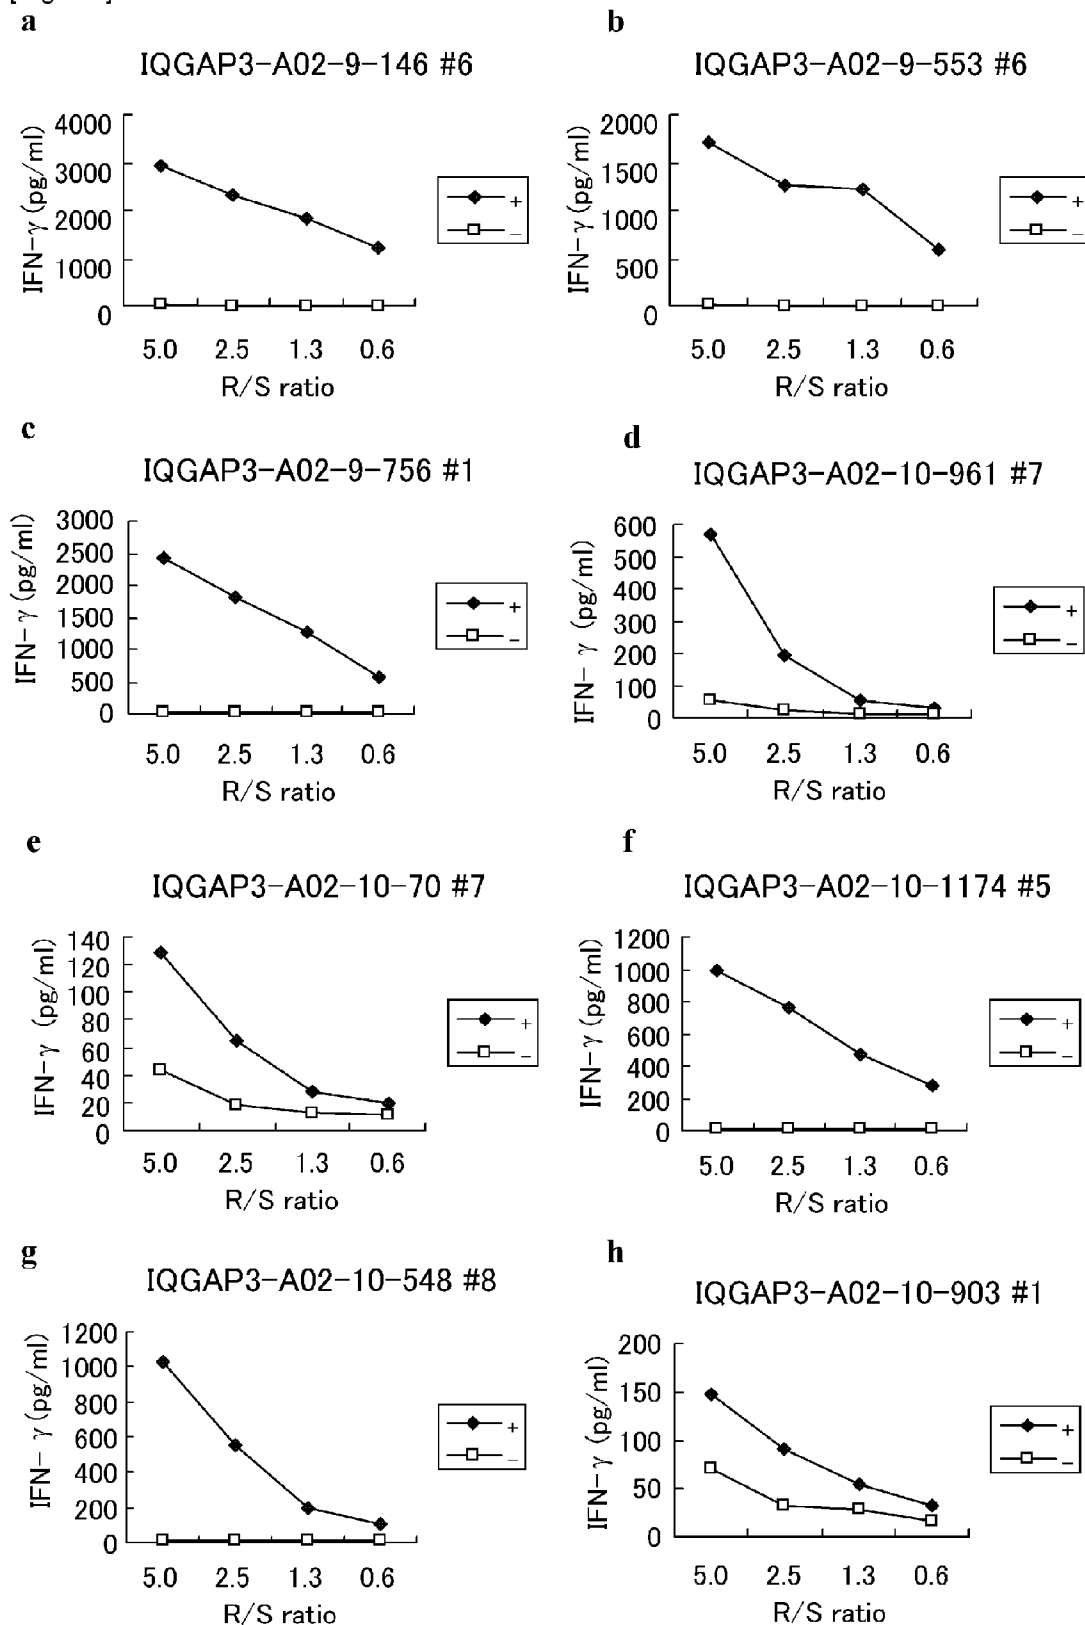 a
IQGAP3-A02-9-146 #6
IFN-γ (pg/ml)
4000
3000
2000
1000
0
5.0 2.5 1.3 0.6
R/S ratio
+
−
b
IQGAP3-A02-9-553 #6
IFN-γ (pg/ml)
2000
1500
1000
500
0
5.0 2.5 1.3 0.6
R/S ratio
+
−
c
IQGAP3-A02-9-756 #1
IFN-γ (pg/ml)
3000
2500
2000
1500
1000
500
0
5.0 2.5 1.3 0.6
R/S ratio
+
−
d
IQGAP3-A02-10-961 #7
IFN-γ (pg/ml)
600
500
400
300
200
100
0
5.0 2.5 1.3 0.6
R/S ratio
+
−
e
IQGAP3-A02-10-70 #7
IFN-γ (pg/ml)
140
120
100
80
60
40
20
0
5.0 2.5 1.3 0.6
R/S ratio
+
−
f
IQGAP3-A02-10-1174 #5
IFN-γ (pg/ml)
1200
1000
800
600
400
200
0
5.0 2.5 1.3 0.6
R/S ratio
+
−
g
IQGAP3-A02-10-548 #8
IFN-γ (pg/ml)
1200
1000
800
600
400
200
0
5.0 2.5 1.3 0.6
R/S ratio
+
−
h
IQGAP3-A02-10-903 #1
IFN-γ (pg/ml)
200
150
100
50
0
5.0 2.5 1.3 0.6
R/S ratio
+
−